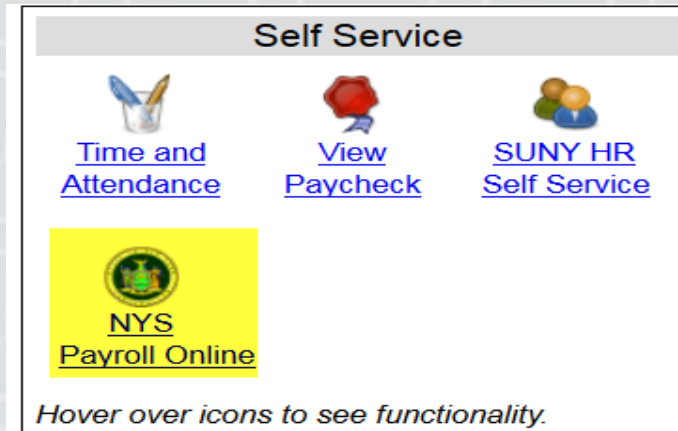 Self Service
Time and
Attendance
View
Paycheck
SUNY HR
Self Service
NYS
Payroll Online
Hover over icons to see functionality.